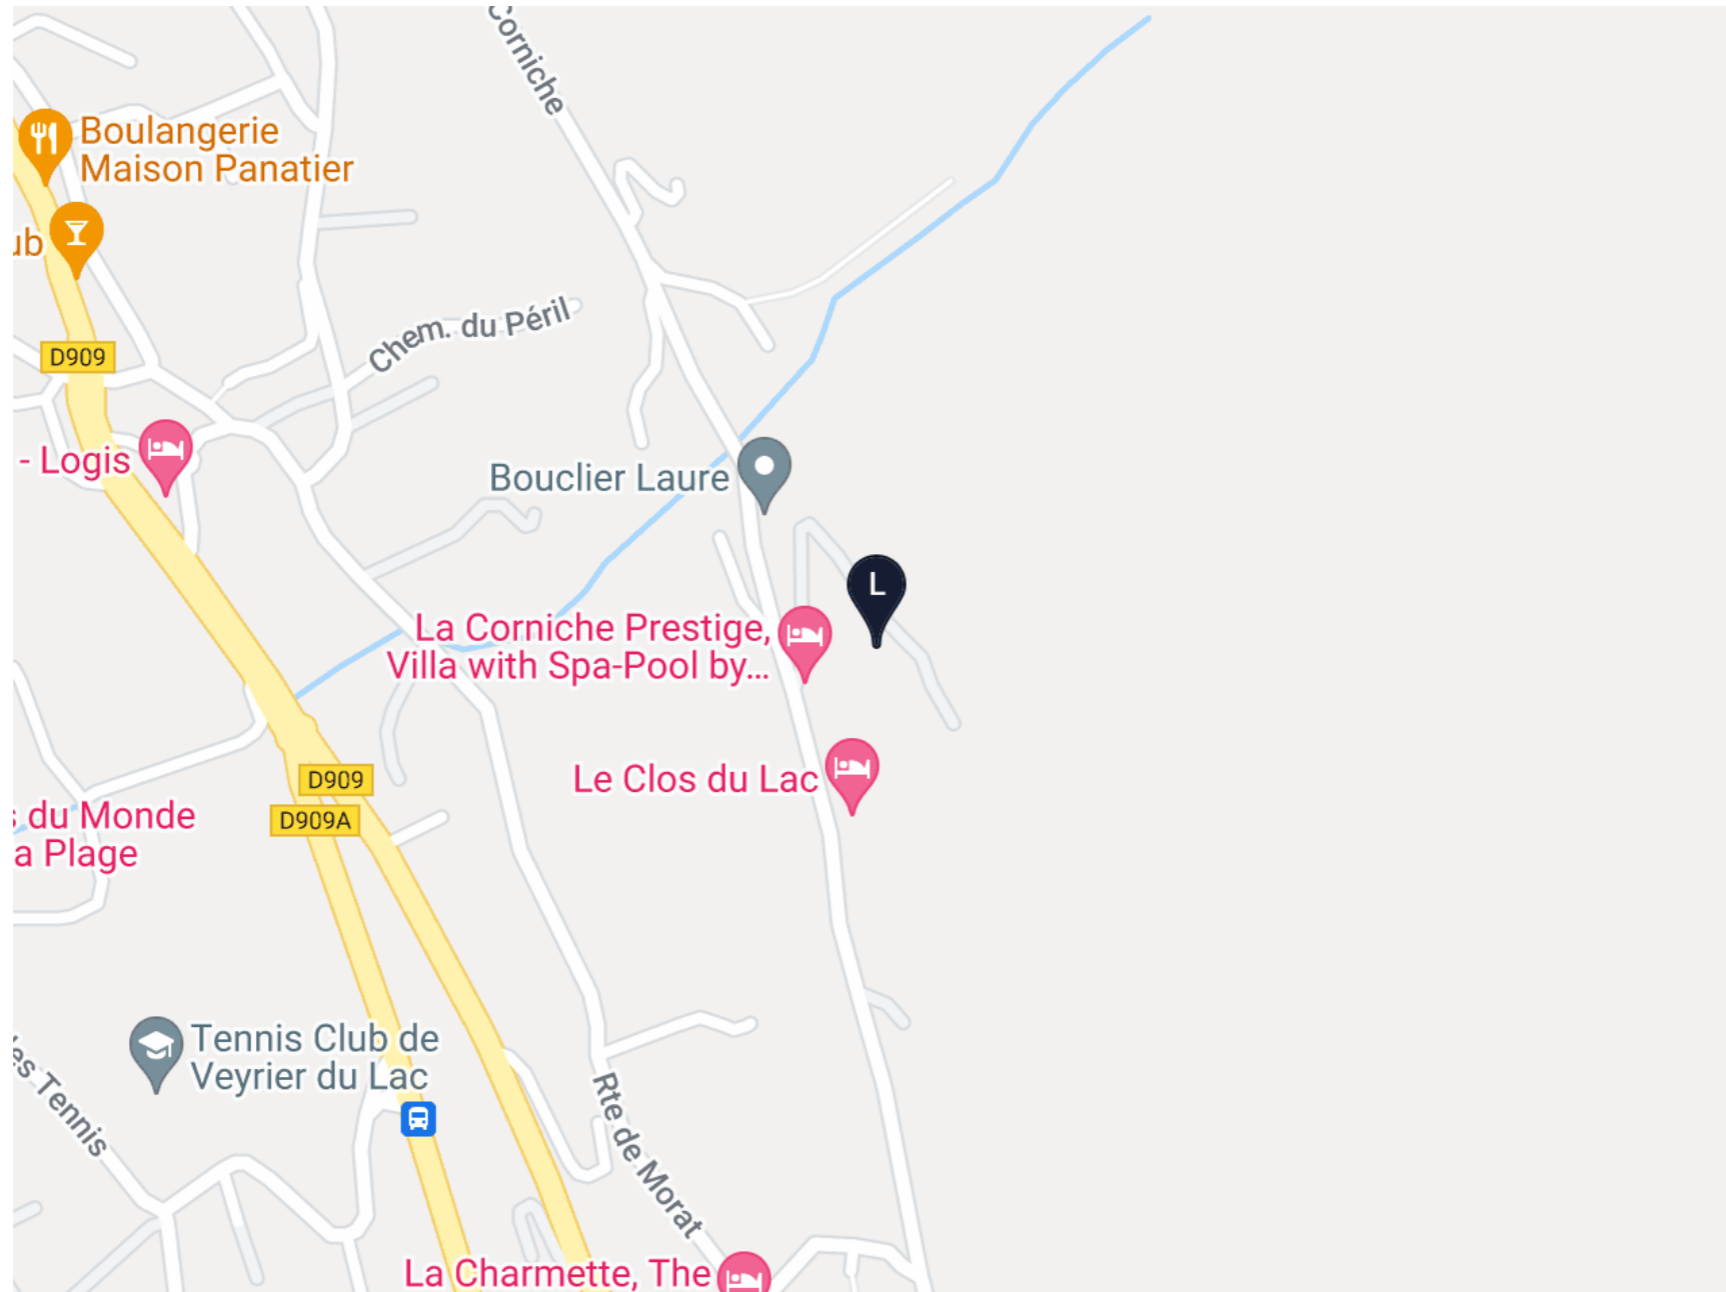 Corniche
Boulangerie
Maison Panatier
ub
Chem. du Péril
D909
- Logis
Bouclier Laure
L
La Corniche Prestige,
Villa with Spa-Pool by...
Le Clos du Lac
D909
D909A
s du Monde
a Plage
Tennis Club de
Veyrier du Lac
les Tennis
Rte de Morat
La Charmette, The